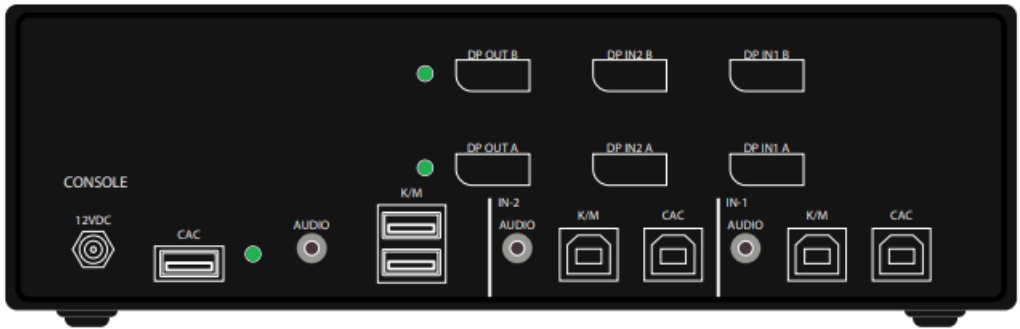 DP OUT B
DP IN2 B
DP IN1 B
DP OUT A
DP IN2 A
DP IN1 A
CONSOLE
K/M
IN-2
IN-1
12VDC
CAC
AUDIO
AUDIO
K/M
CAC
AUDIO
K/M
CAC